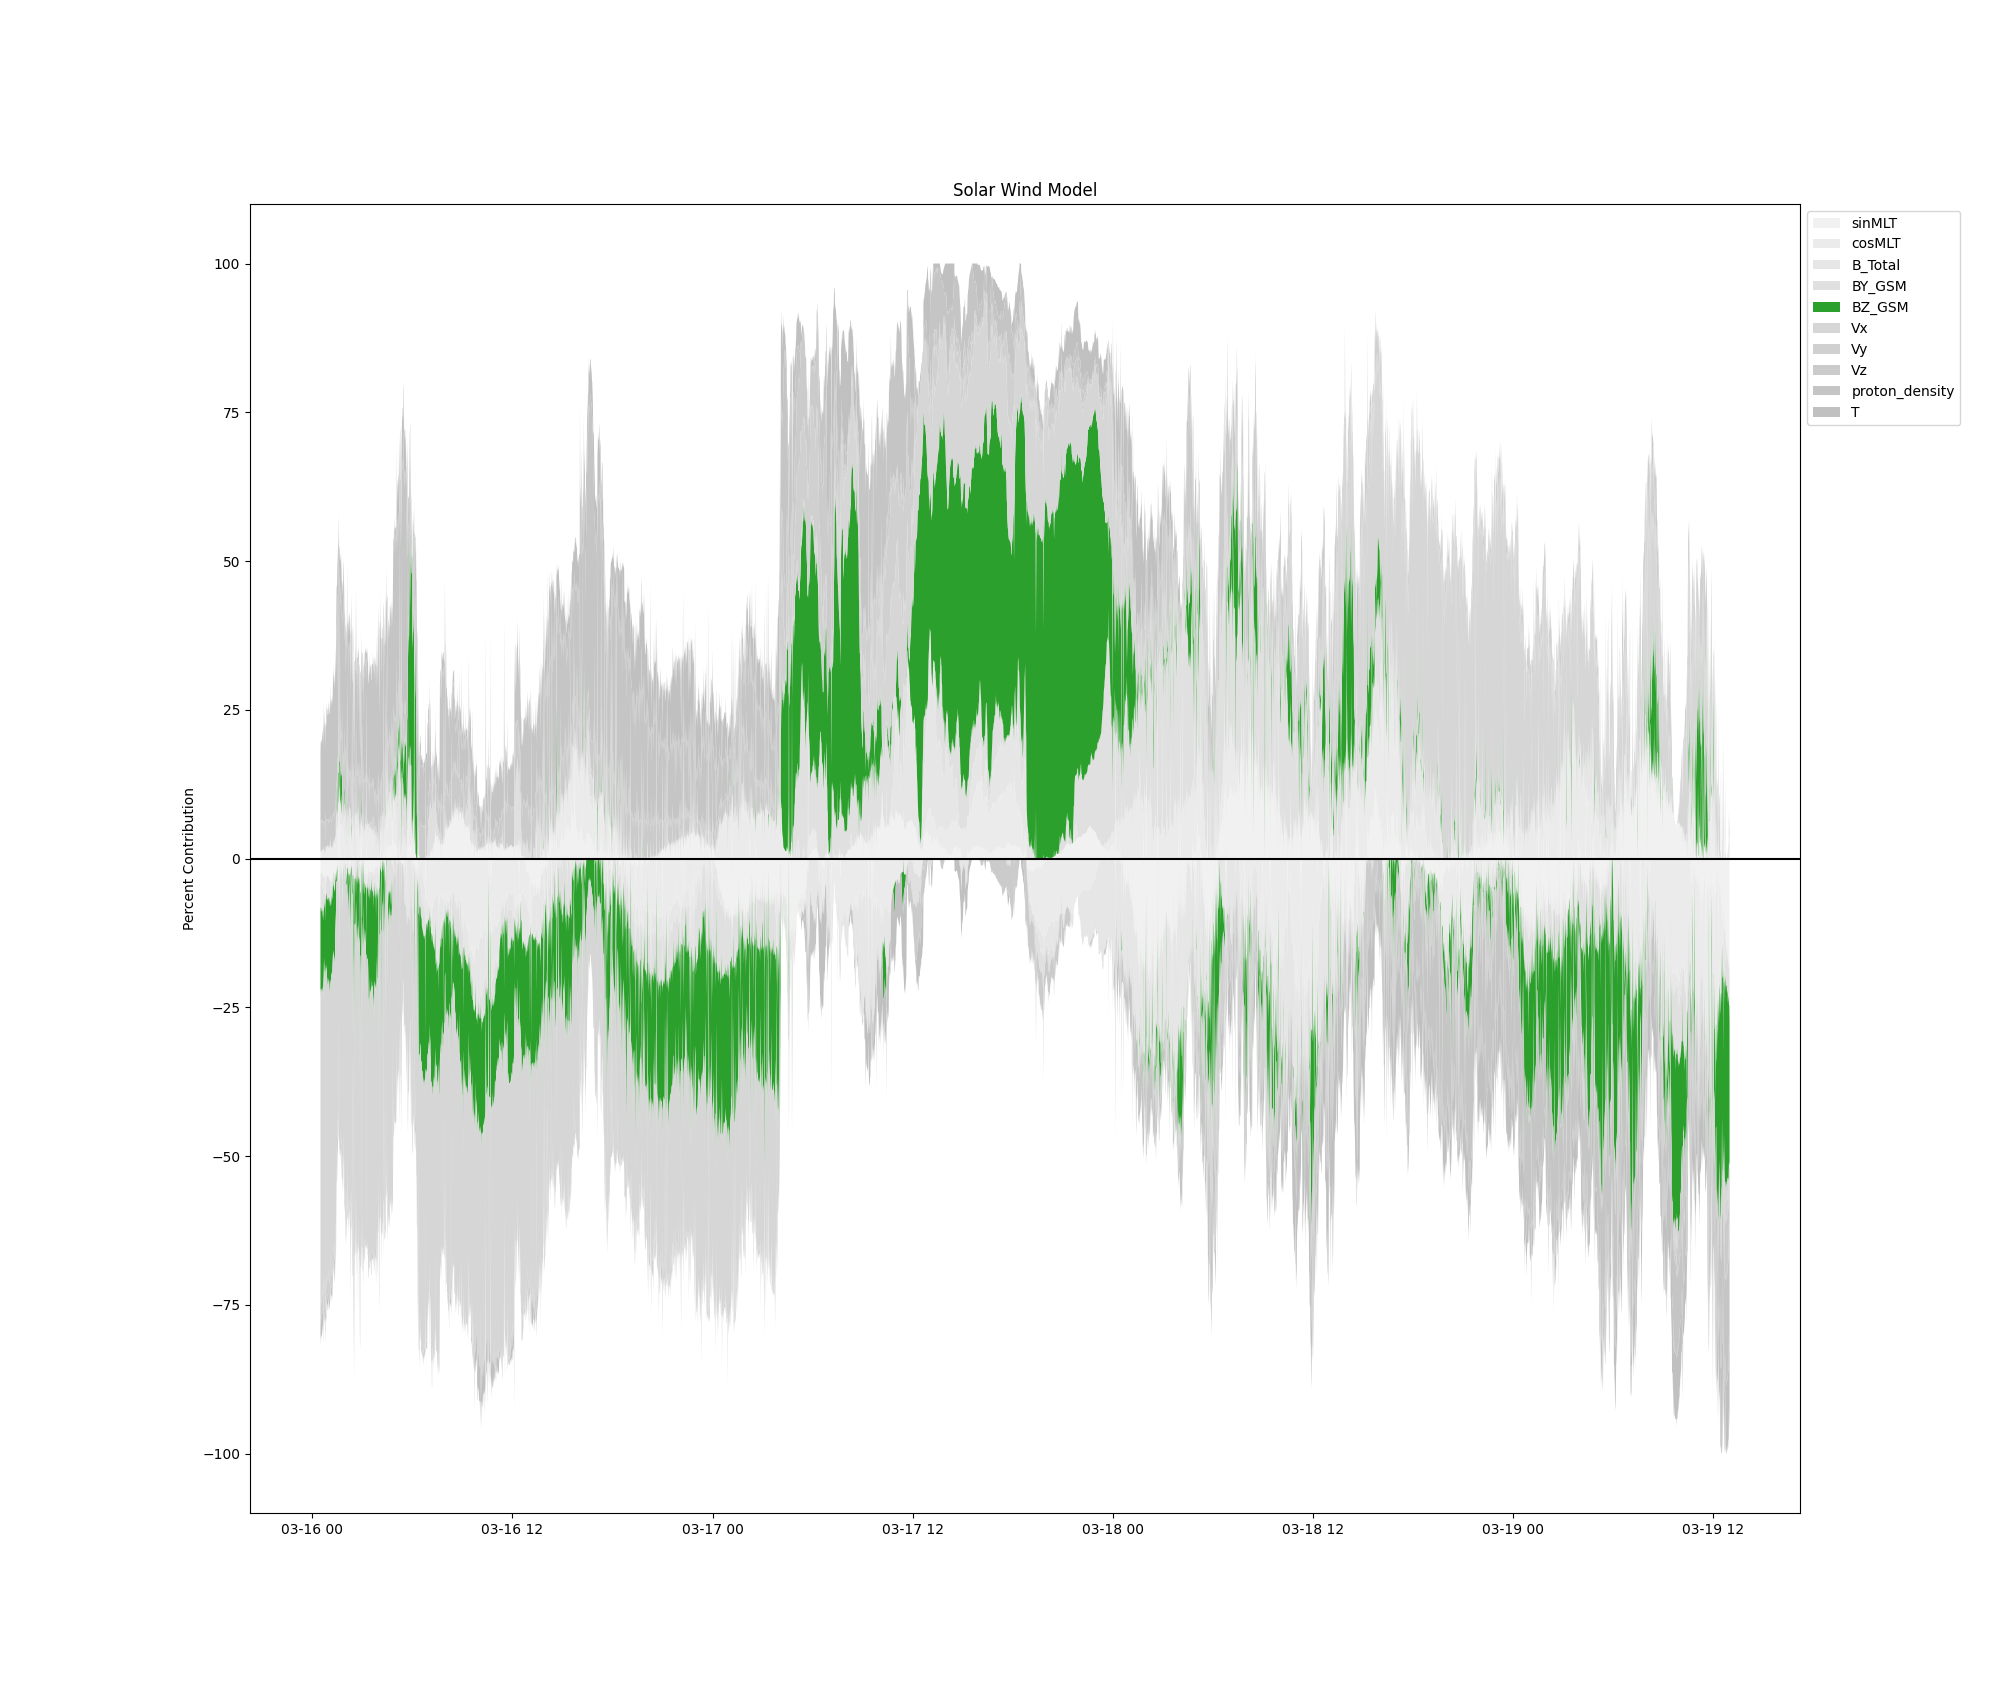 Solar Wind Model
Percent Contribution
100
75
50
25
0
−25
−50
−75
−100
03-16 00
03-16 12
03-17 00
03-17 12
03-18 00
03-18 12
03-19 00
03-19 12
sinMLT
cosMLT
B_Total
BY_GSM
BZ_GSM
Vx
Vy
Vz
proton_density
T